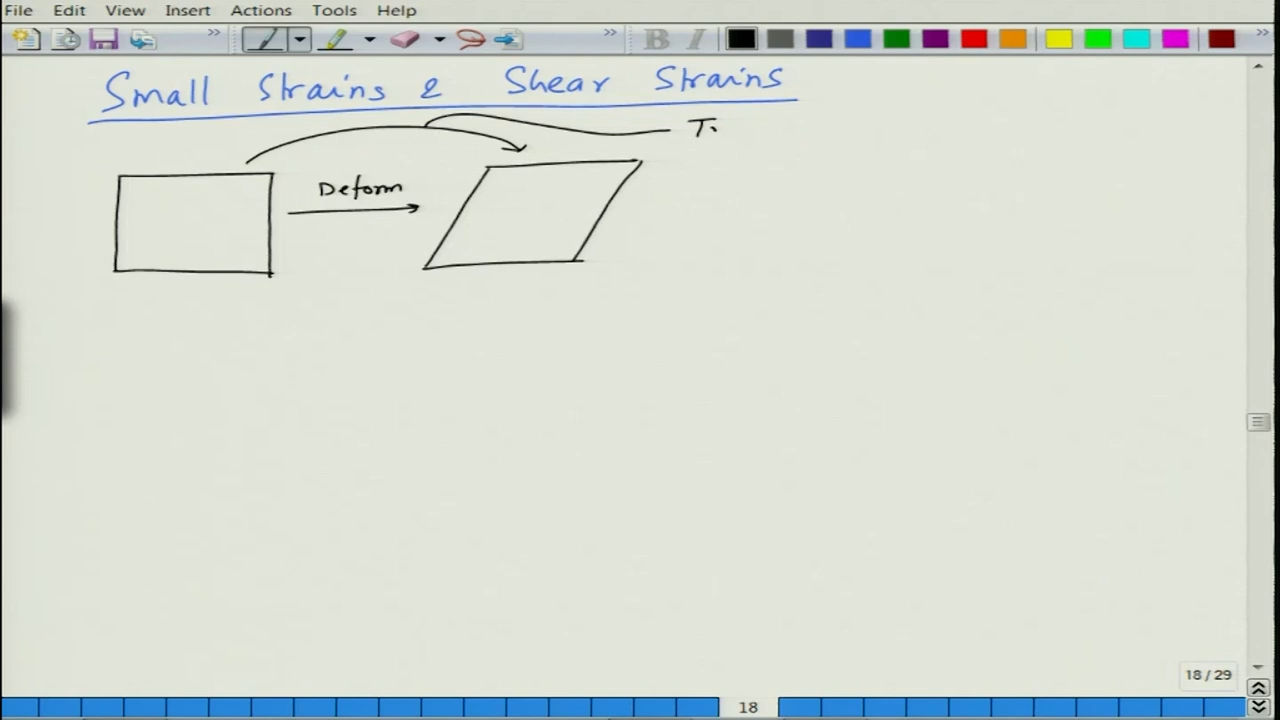 File Edit View Insert Actions Tools Help
B I
Small Strains & Shear Strains
Deform
18 / 29
18